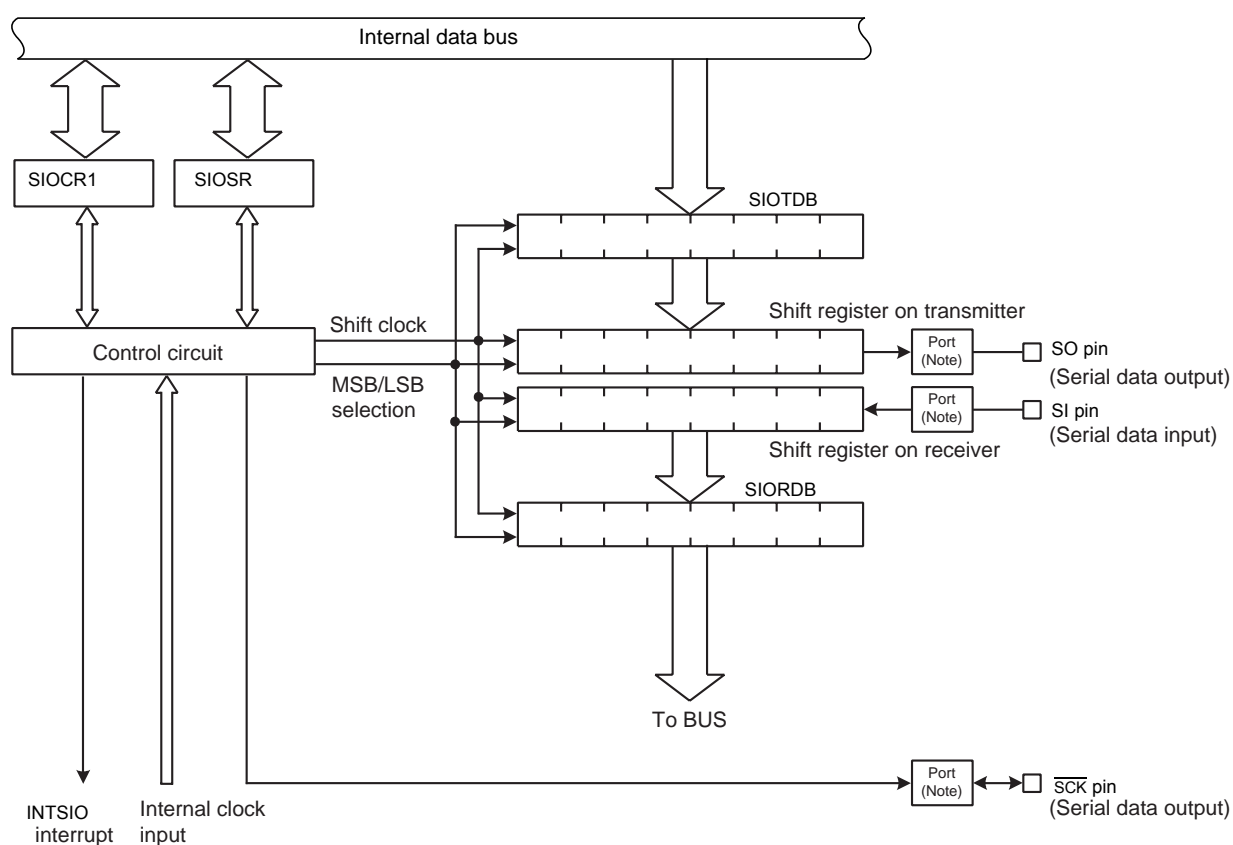 Internal data bus
SIOCR1
SIOSR
SIOTDB
Shift register on transmitter
Shift clock
Control circuit
MSB/LSB
selection
Port
(Note)
SO pin
(Serial data output)
Port
(Note)
SI pin
(Serial data input)
Shift register on receiver
SIORDB
To BUS
INTSIO
interrupt
Internal clock
input
Port
(Note)
SCK pin
(Serial data output)